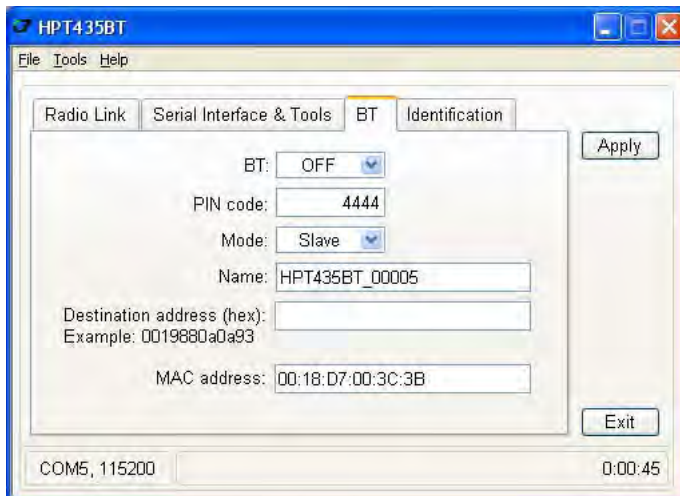 HPT435BT
File Tools Help
Radio Link Serial Interface & Tools BT Identification
Apply
BT: OFF
PIN code: 4444
Mode: Slave
Name: HPT435BT_00005
Destination address (hex):
Example: 0019880a0a93
MAC address: 00:18:D7:00:3C:3B
Exit
COM5, 115200 0:00:45